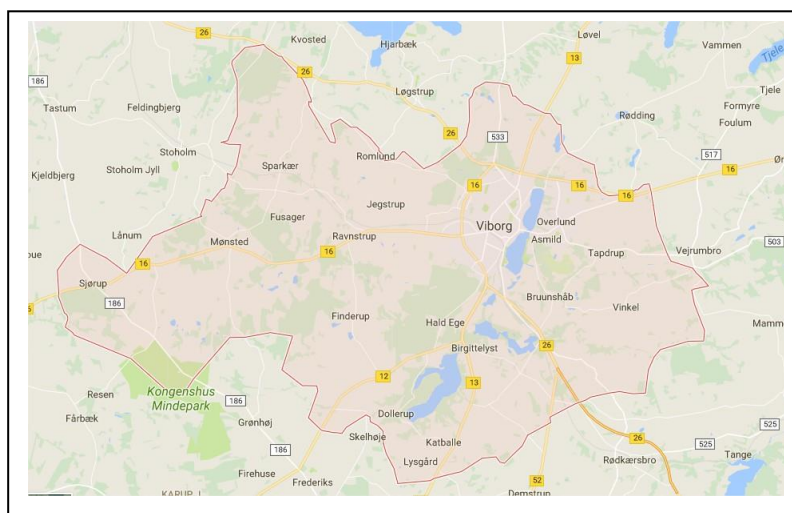 26
Kvosted
Hjarbæk
Løvel
13
Vammen
Tjele
186
26
Løgstrup
Tjele
Tastum
Feldingbjerg
Formyre
Rødding
Foulum
26
533
Stoholm
Romlund
517
Sparkær
16
Stoholm Jyll
Kjeldbjerg
16
16
16
Jegstrup
Fusager
Viborg
Overlund
Lånum
Mønsted
Ravnstrup
Asmild
503
16
16
Tapdrup
Vejrumbro
Sjørup
186
Bruunshåb
Vinkel
Finderup
Hald Ege
Birgittelyst
26
12
13
Kongenshus
Mindepark
Resen
186
Dollerup
Fårbæk
Grønhøj
525
Skelhøje
Katballe
26
525
186
Lysgård
Rødkærsbro
Tange
Firehuse
Frederiks
52